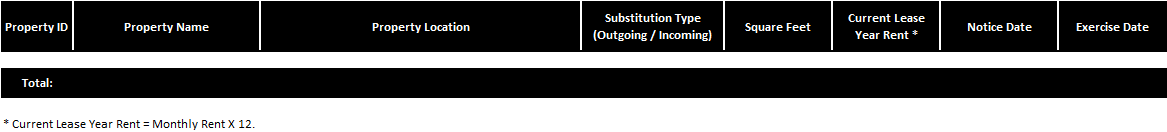 Property ID Property Name Property Location Substitution Type (Outgoing / Incoming) Square Feet Current Lease Year Rent * Notice Date Exercise Date
Total:
* Current Lease Year Rent = Monthly Rent X 12.